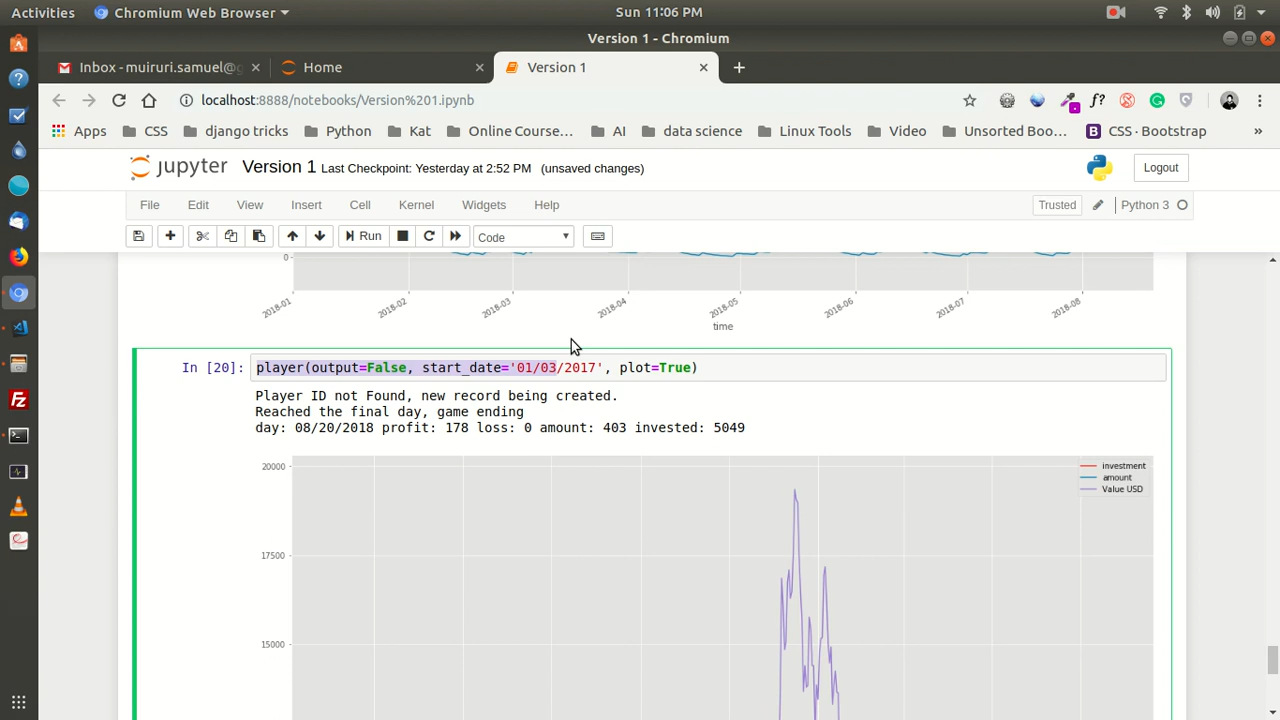 Activities Chromium Web Browser Sun 11:06 PM
Version 1 - Chromium
Inbox - muiruri.samuel@g Home Version 1
localhost:8888/notebooks/Version%201.ipynb f?
Apps CSS django tricks Python Kat Online Course... AI data science Linux Tools Video Unsorted Boo... B CSS · Bootstrap »
jupyter Version 1 Last Checkpoint: Yesterday at 2:52 PM (unsaved changes) Logout
File Edit View Insert Cell Kernel Widgets Help Trusted Python 3
Run Code
0
2018-01 2018-02 2018-03 2018-04 2018-05 2018-06 2018-07 2018-08
time
In [20]: player(output=False, start_date='01/03/2017', plot=True)
Player ID not Found, new record being created.
Reached the final day, game ending
day: 08/20/2018 profit: 178 loss: 0 amount: 403 invested: 5049
20000 investment
amount
Value USD
17500
15000